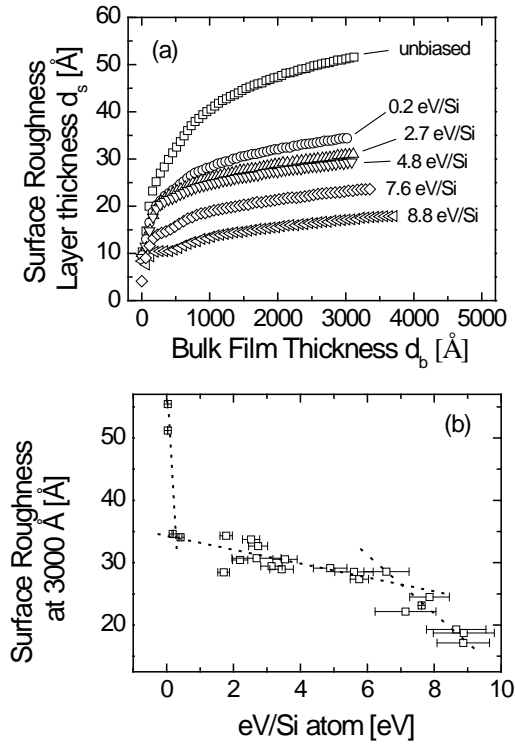 (a)
60
50
40
30
20
10
0
Surface Roughness
Layer thickness d_s [Å]
unbiased
0.2 eV/Si
2.7 eV/Si
4.8 eV/Si
7.6 eV/Si
8.8 eV/Si
0 1000 2000 3000 4000 5000
Bulk Film Thickness d_b [Å]
(b)
50
40
30
20
Surface Roughness
at 3000 Å [Å]
0 2 4 6 8 10
eV/Si atom [eV]